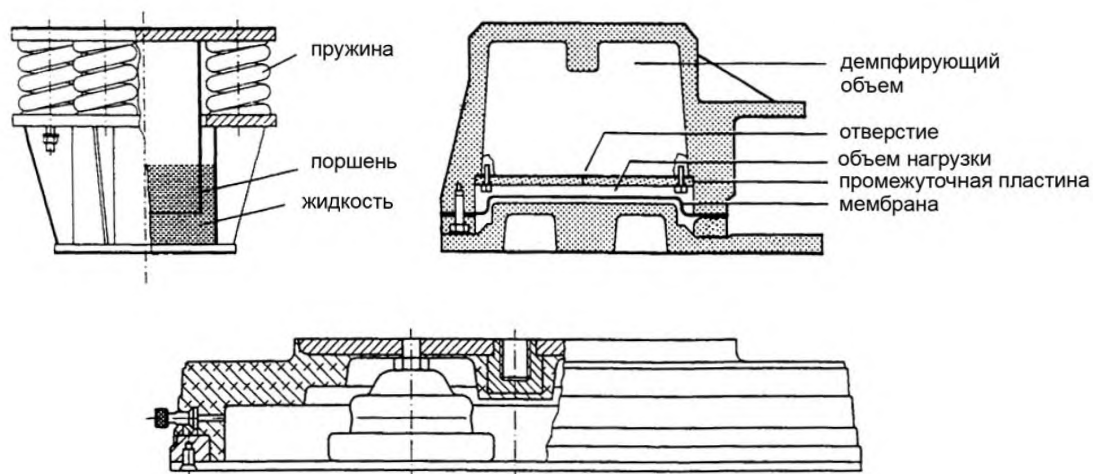 пружина
поршень
жидкость
демпфирующий
объем
отверстие
объем нагрузки
промежуточная пластина
мембрана